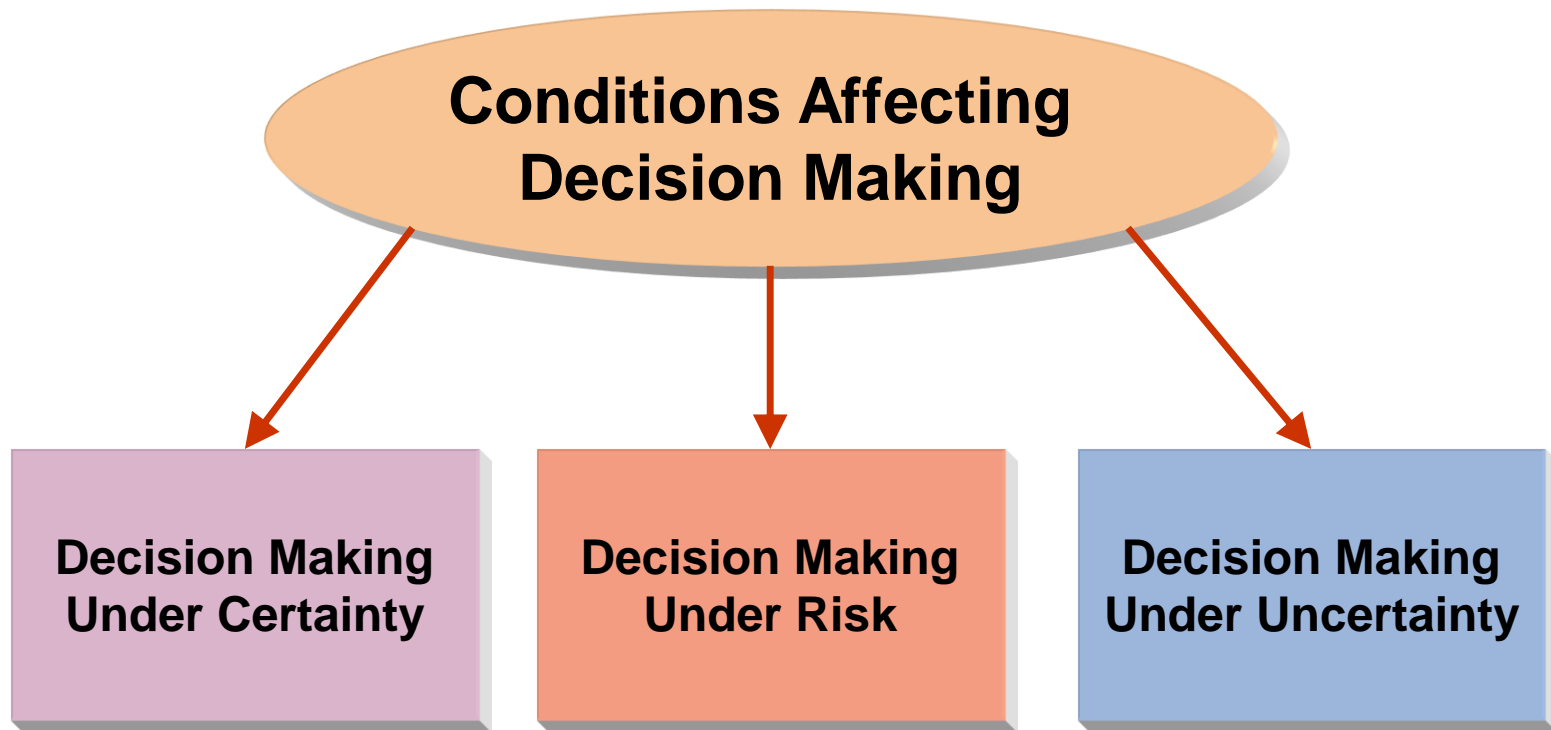 Conditions Affecting
Decision Making
Decision Making
Under Certainty
Decision Making
Under Risk
Decision Making
Under Uncertainty